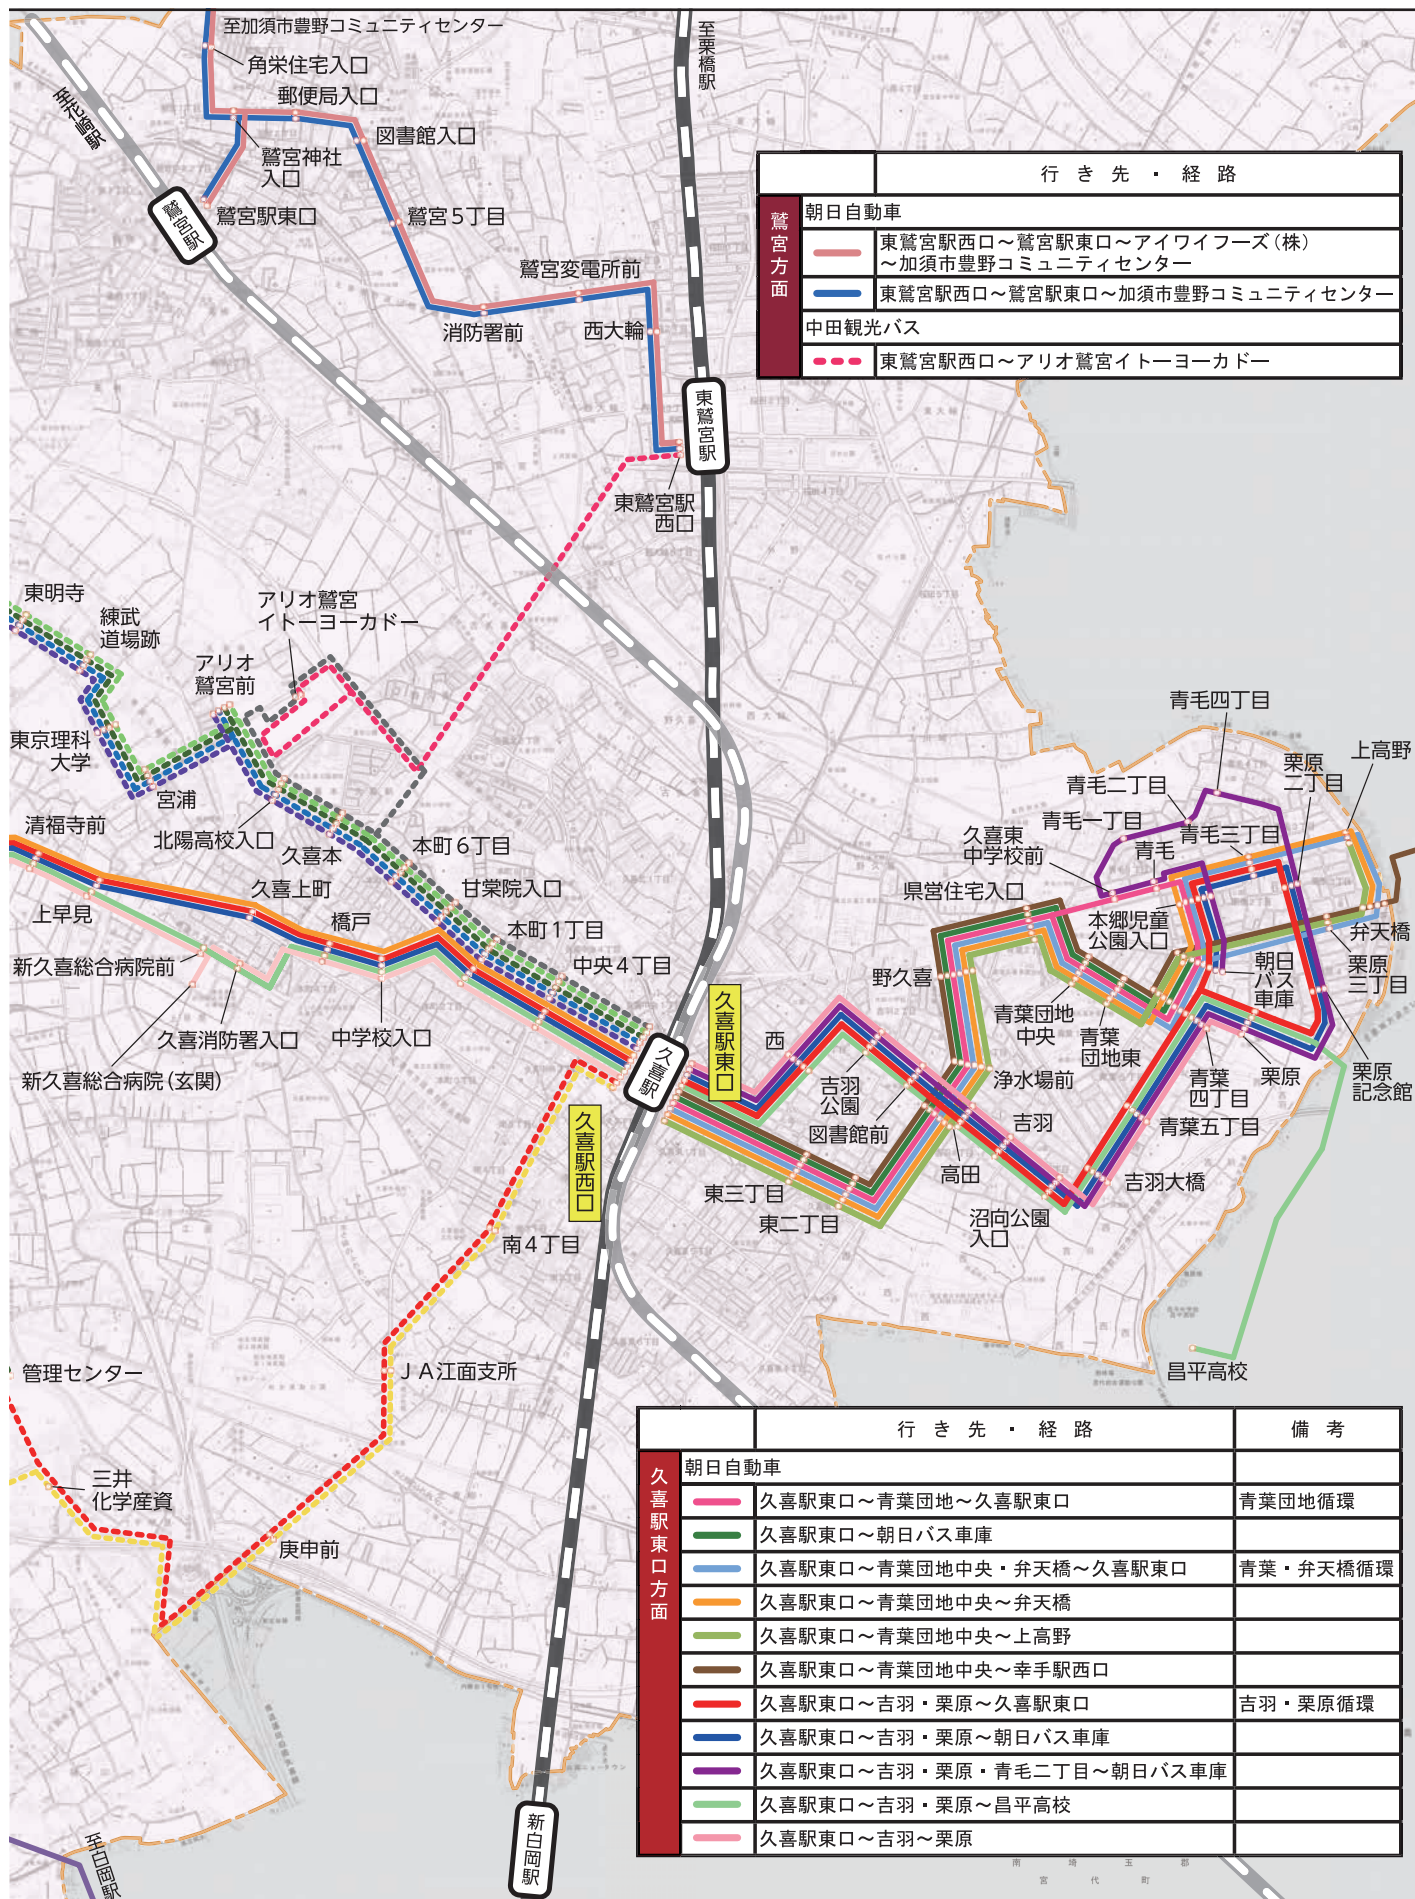 至加須市豊野コミュニティセンター
角栄住宅入口
郵便局入口
図書館入口
鷲宮神社
入口
鷲宮駅東口
鷲宮5丁目
鷲宮変電所前
消防署前
西大輪
至花崎駅
鷲宮駅
至栗橋駅
東鷲宮駅
東鷲宮駅
西口
行き先・経路
鷲宮方面
朝日自動車
東鷲宮駅西口～鷲宮駅東口～アイワイフーズ(株)
～加須市豊野コミュニティセンター
東鷲宮駅西口～鷲宮駅東口～加須市豊野コミュニティセンター
中田観光バス
東鷲宮駅西口～アリオ鷲宮イトーヨーカドー
東明寺
練武
道場跡
アリオ鷲宮
イトーヨーカドー
アリオ
鷲宮前
東京理科
大学
宮浦
北陽高校入口
清福寺前
久喜本
本町6丁目
久喜上町
甘棠院入口
上早見
橋戸
本町1丁目
新久喜総合病院前
中央4丁目
久喜消防署入口
中学校入口
新久喜総合病院(玄関)
久喜駅
久喜駅東口
久喜駅西口
青毛四丁目
上高野
栗原
二丁目
青毛二丁目
青毛一丁目
青毛三丁目
久喜東
中学校前
青毛
県営住宅入口
本郷児童
公園入口
弁天橋
野久喜
朝日
バス
車庫
栗原
三丁目
青葉団地
中央
青葉
団地東
西
浄水場前
吉羽
公園
青葉
四丁目
栗原
栗原
記念館
図書館前
吉羽
青葉五丁目
高田
吉羽大橋
東三丁目
東二丁目
沼向公園
入口
南4丁目
昌平高校
管理センター
JA江面支所
三井
化学産資
庚申前
新白岡駅
至白岡駅
行き先・経路
備考
久喜駅東口方面
朝日自動車
久喜駅東口～青葉団地～久喜駅東口
青葉団地循環
久喜駅東口～朝日バス車庫
久喜駅東口～青葉団地中央・弁天橋～久喜駅東口
青葉・弁天橋循環
久喜駅東口～青葉団地中央～弁天橋
久喜駅東口～青葉団地中央～上高野
久喜駅東口～青葉団地中央～幸手駅西口
久喜駅東口～吉羽・栗原～久喜駅東口
吉羽・栗原循環
久喜駅東口～吉羽・栗原～朝日バス車庫
久喜駅東口～吉羽・栗原・青毛二丁目～朝日バス車庫
久喜駅東口～吉羽・栗原～昌平高校
久喜駅東口～吉羽～栗原
南埼玉郡
宮代町